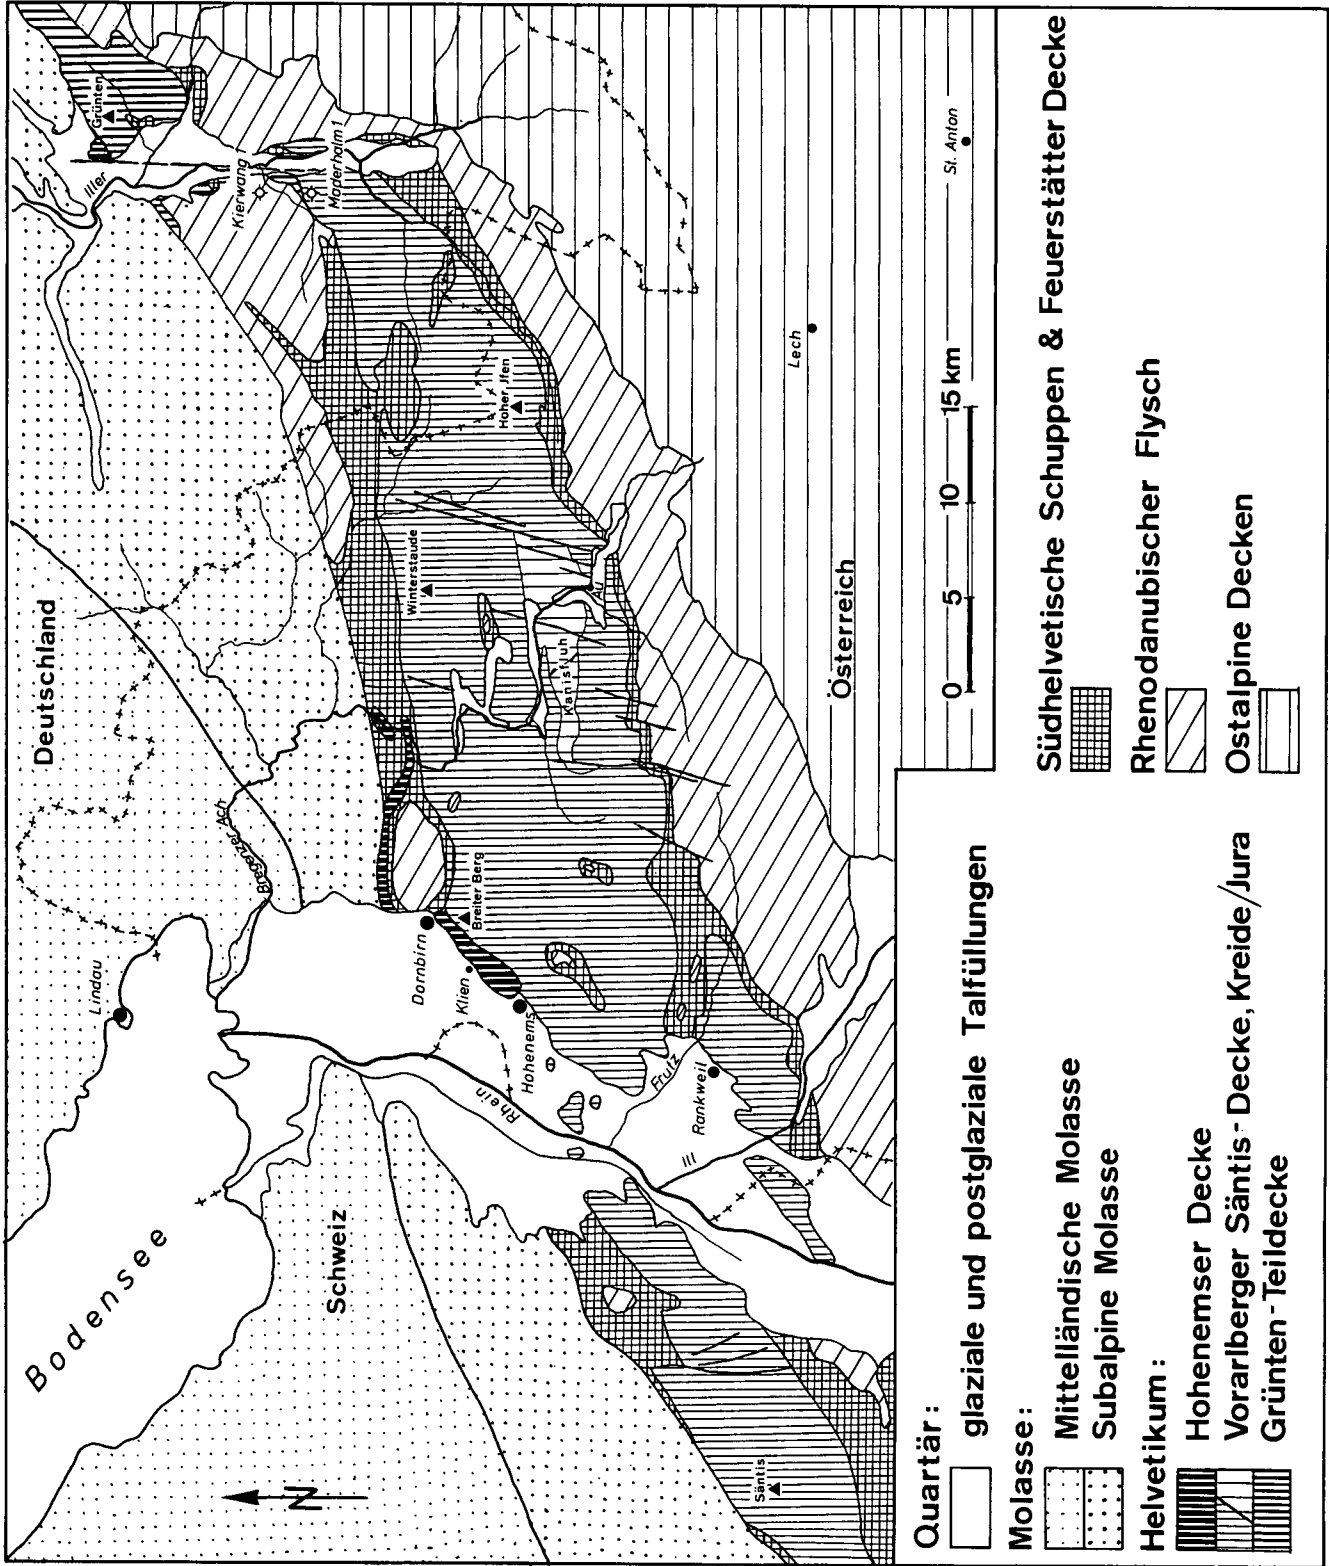 Bodensee
Lindau
Deutschland
Schweiz
Österreich
N
Bregenzer Ach
Iller
Grünten
Kierwang 1
Maderhalm 1
Dornbirn
Klien
Hohenems
Breiter Berg
Winterstaude
Hoher Ifen
Kanisfluh
Au
Rhein
Frutz
Rankweil
Ill
Säntis
Lech
St. Anton
0 5 10 15 km
Quartär:
glaziale und postglaziale Talfüllungen
Molasse:
Mittelländische Molasse
Subalpine Molasse
Helvetikum:
Hohenemser Decke
Vorarlberger Säntis-Decke, Kreide/Jura
Grünten-Teildecke
Südhelvetische Schuppen & Feuerstätter Decke
Rhenodanubischer Flysch
Ostalpine Decken